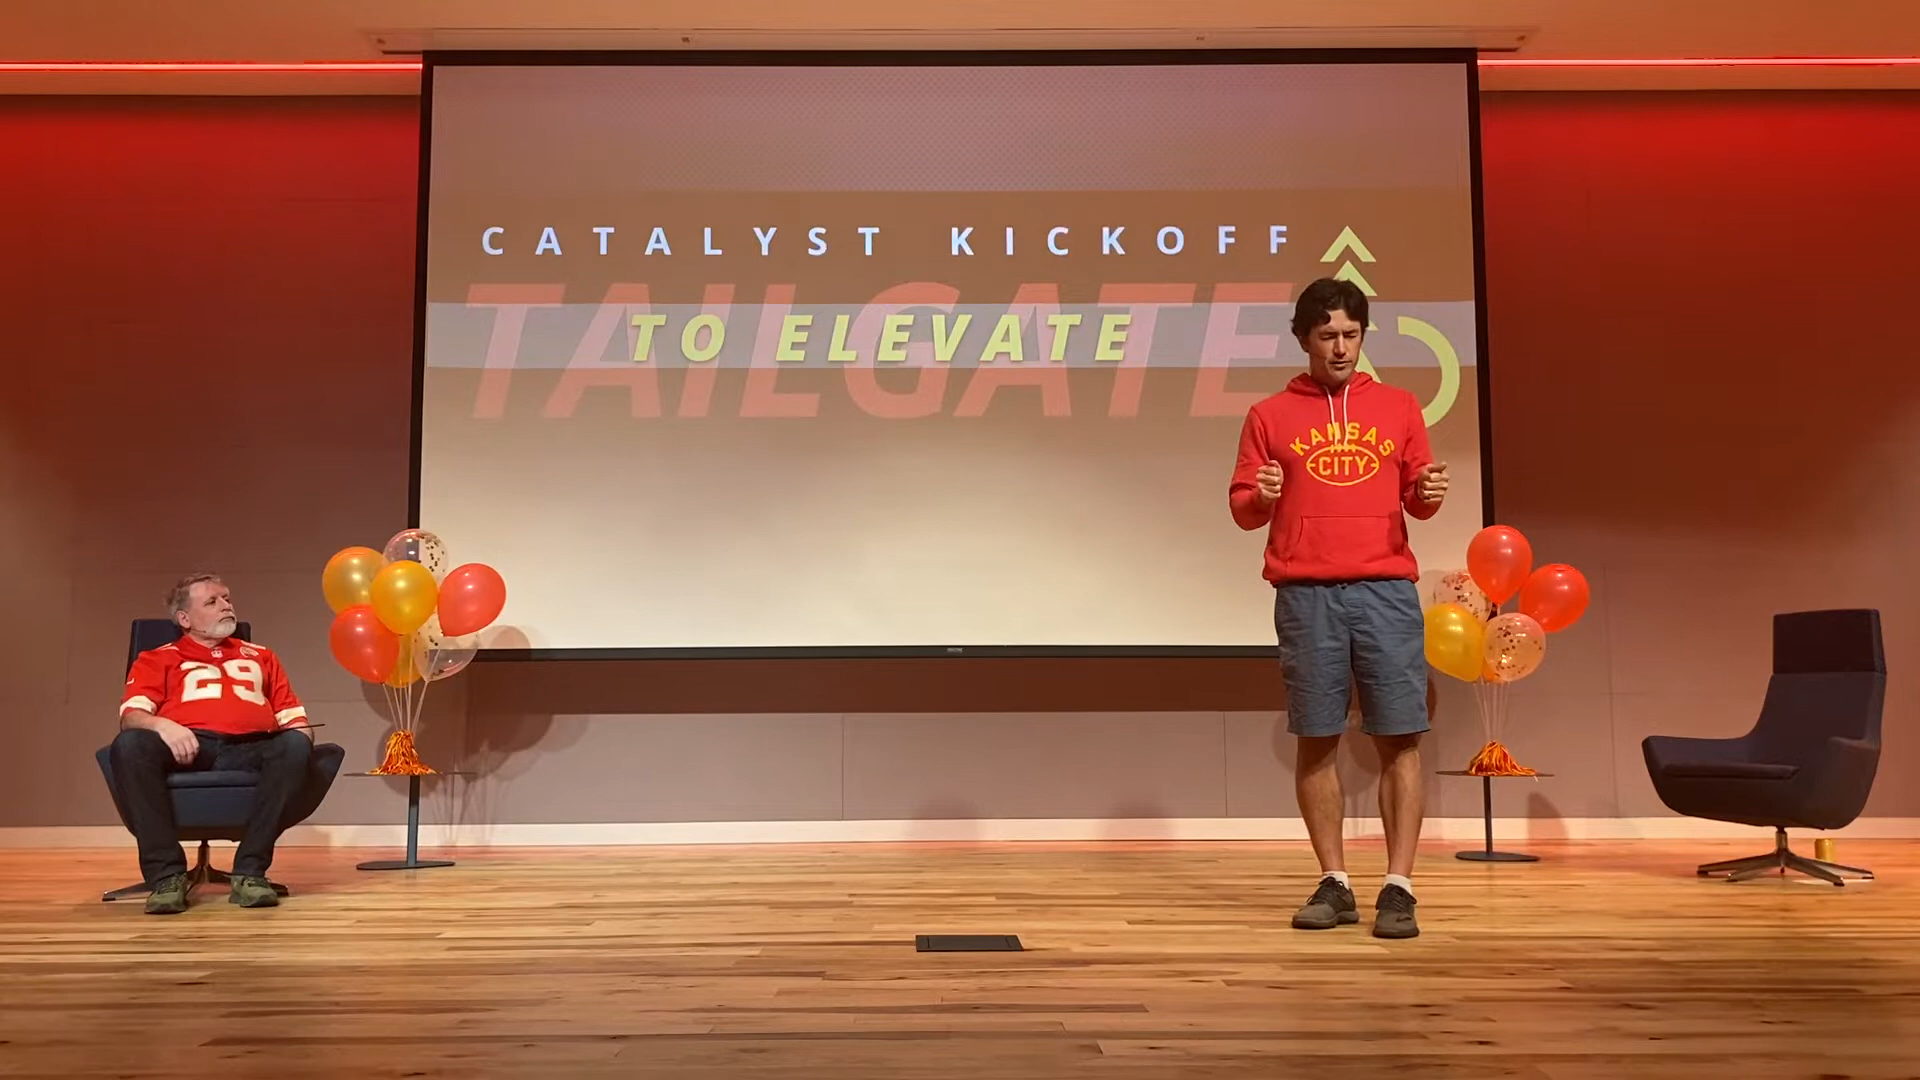 CATALYST KICKOFF
TAILGATE
TO ELEVATE
KANSAS
CITY
29